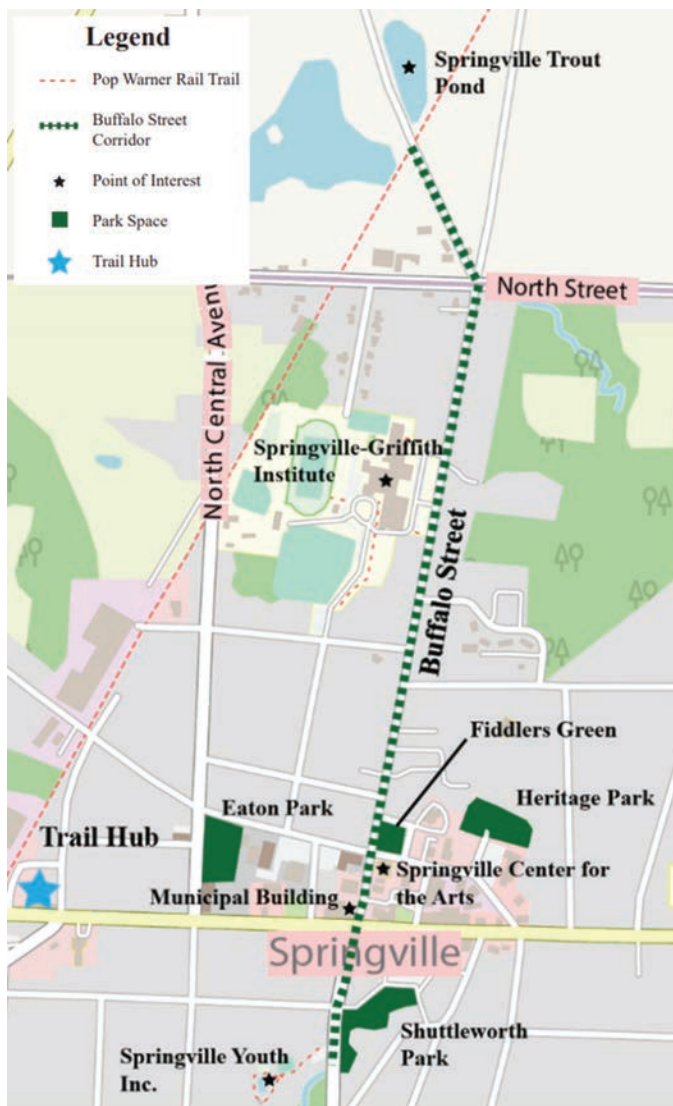 Legend
Pop Warner Rail Trail
Buffalo Street
Corridor
Point of Interest
Park Space
Trail Hub
Springville Trout
Pond
North Street
North Central Avenu
Springville-Griffith
Institute
Buffalo Street
Fiddlers Green
Eaton Park
Heritage Park
Trail Hub
Springville Center for
the Arts
Municipal Building
Springville
Shuttleworth
Park
Springville Youth
Inc.